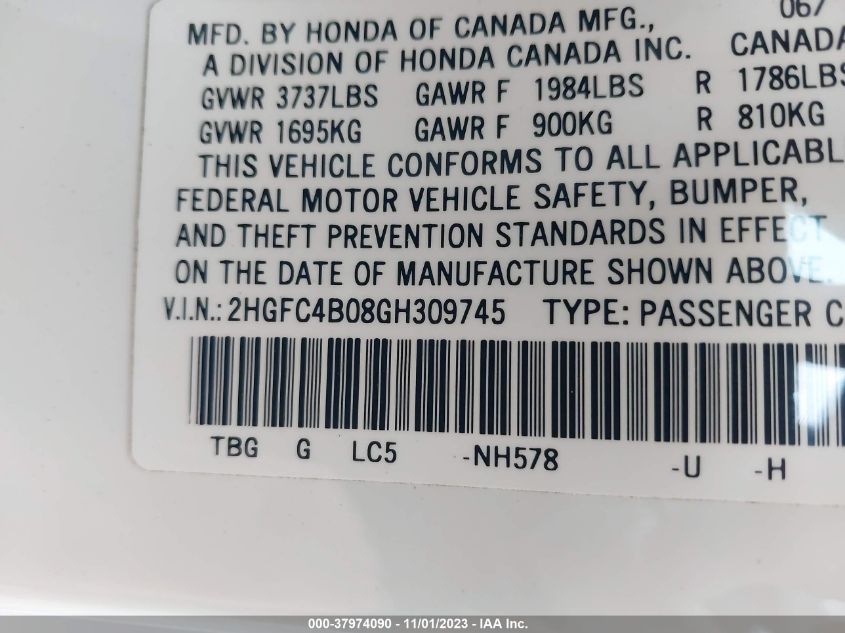 06/
MFD. BY HONDA OF CANADA MFG.,
A DIVISION OF HONDA CANADA INC. CANADA
GVWR 3737LBS GAWR F 1984LBS R 1786LBS
GVWR 1695KG GAWR F 900KG R 810KG
THIS VEHICLE CONFORMS TO ALL APPLICABL
FEDERAL MOTOR VEHICLE SAFETY, BUMPER,
AND THEFT PREVENTION STANDARDS IN EFFECT
ON THE DATE OF MANUFACTURE SHOWN ABOVE.
V.I.N.: 2HGFC4B08GH309745 TYPE: PASSENGER C
TBG G LC5 -NH578 -U -H
000-37974090 - 11/01/2023 - IAA Inc.